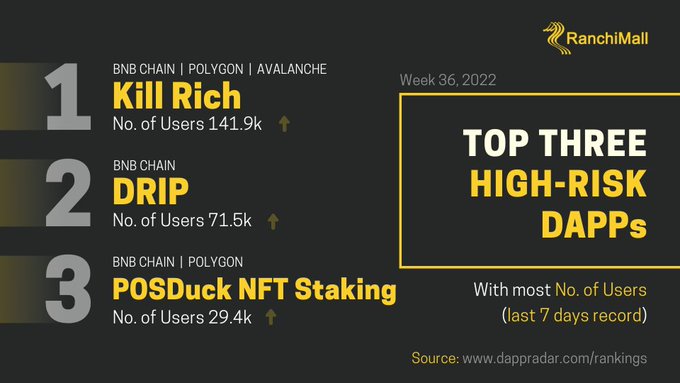 RanchiMall
Week 36, 2022
TOP THREE
HIGH-RISK
DAPPs
With most No. of Users
(last 7 days record)
1
BNB CHAIN | POLYGON | AVALANCHE
Kill Rich
No. of Users 141.9k
2
BNB CHAIN
DRIP
No. of Users 71.5k
3
BNB CHAIN | POLYGON
POSDuck NFT Staking
No. of Users 29.4k
Source: www.dappradar.com/rankings